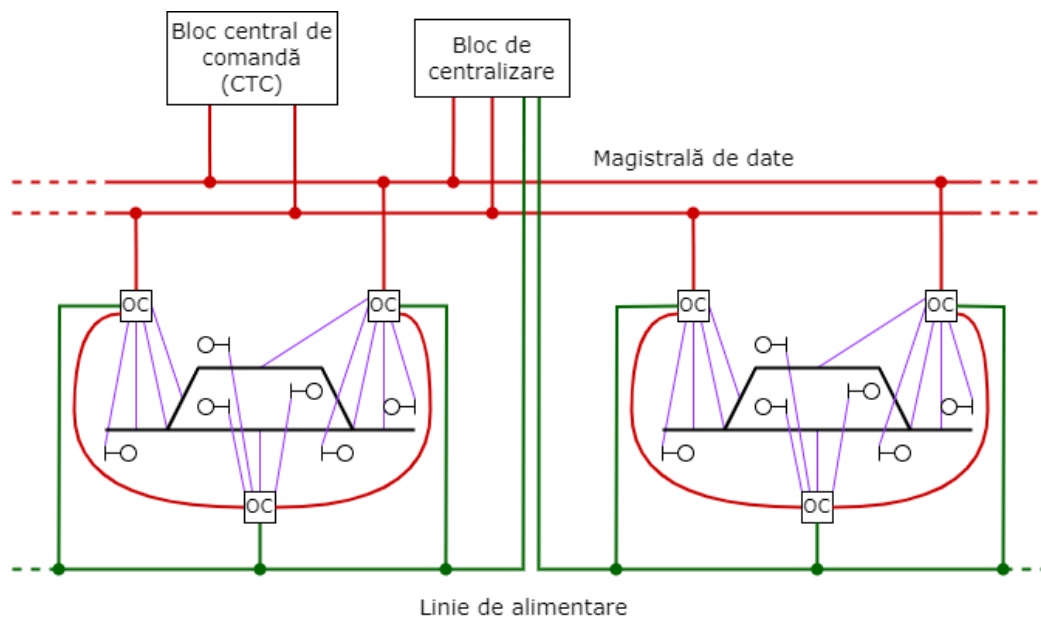 Bloc central de
comandă
(CTC)
Bloc de
centralizare
Magistrală de date
OC
OC
OC
OC
OC
OC
Linie de alimentare